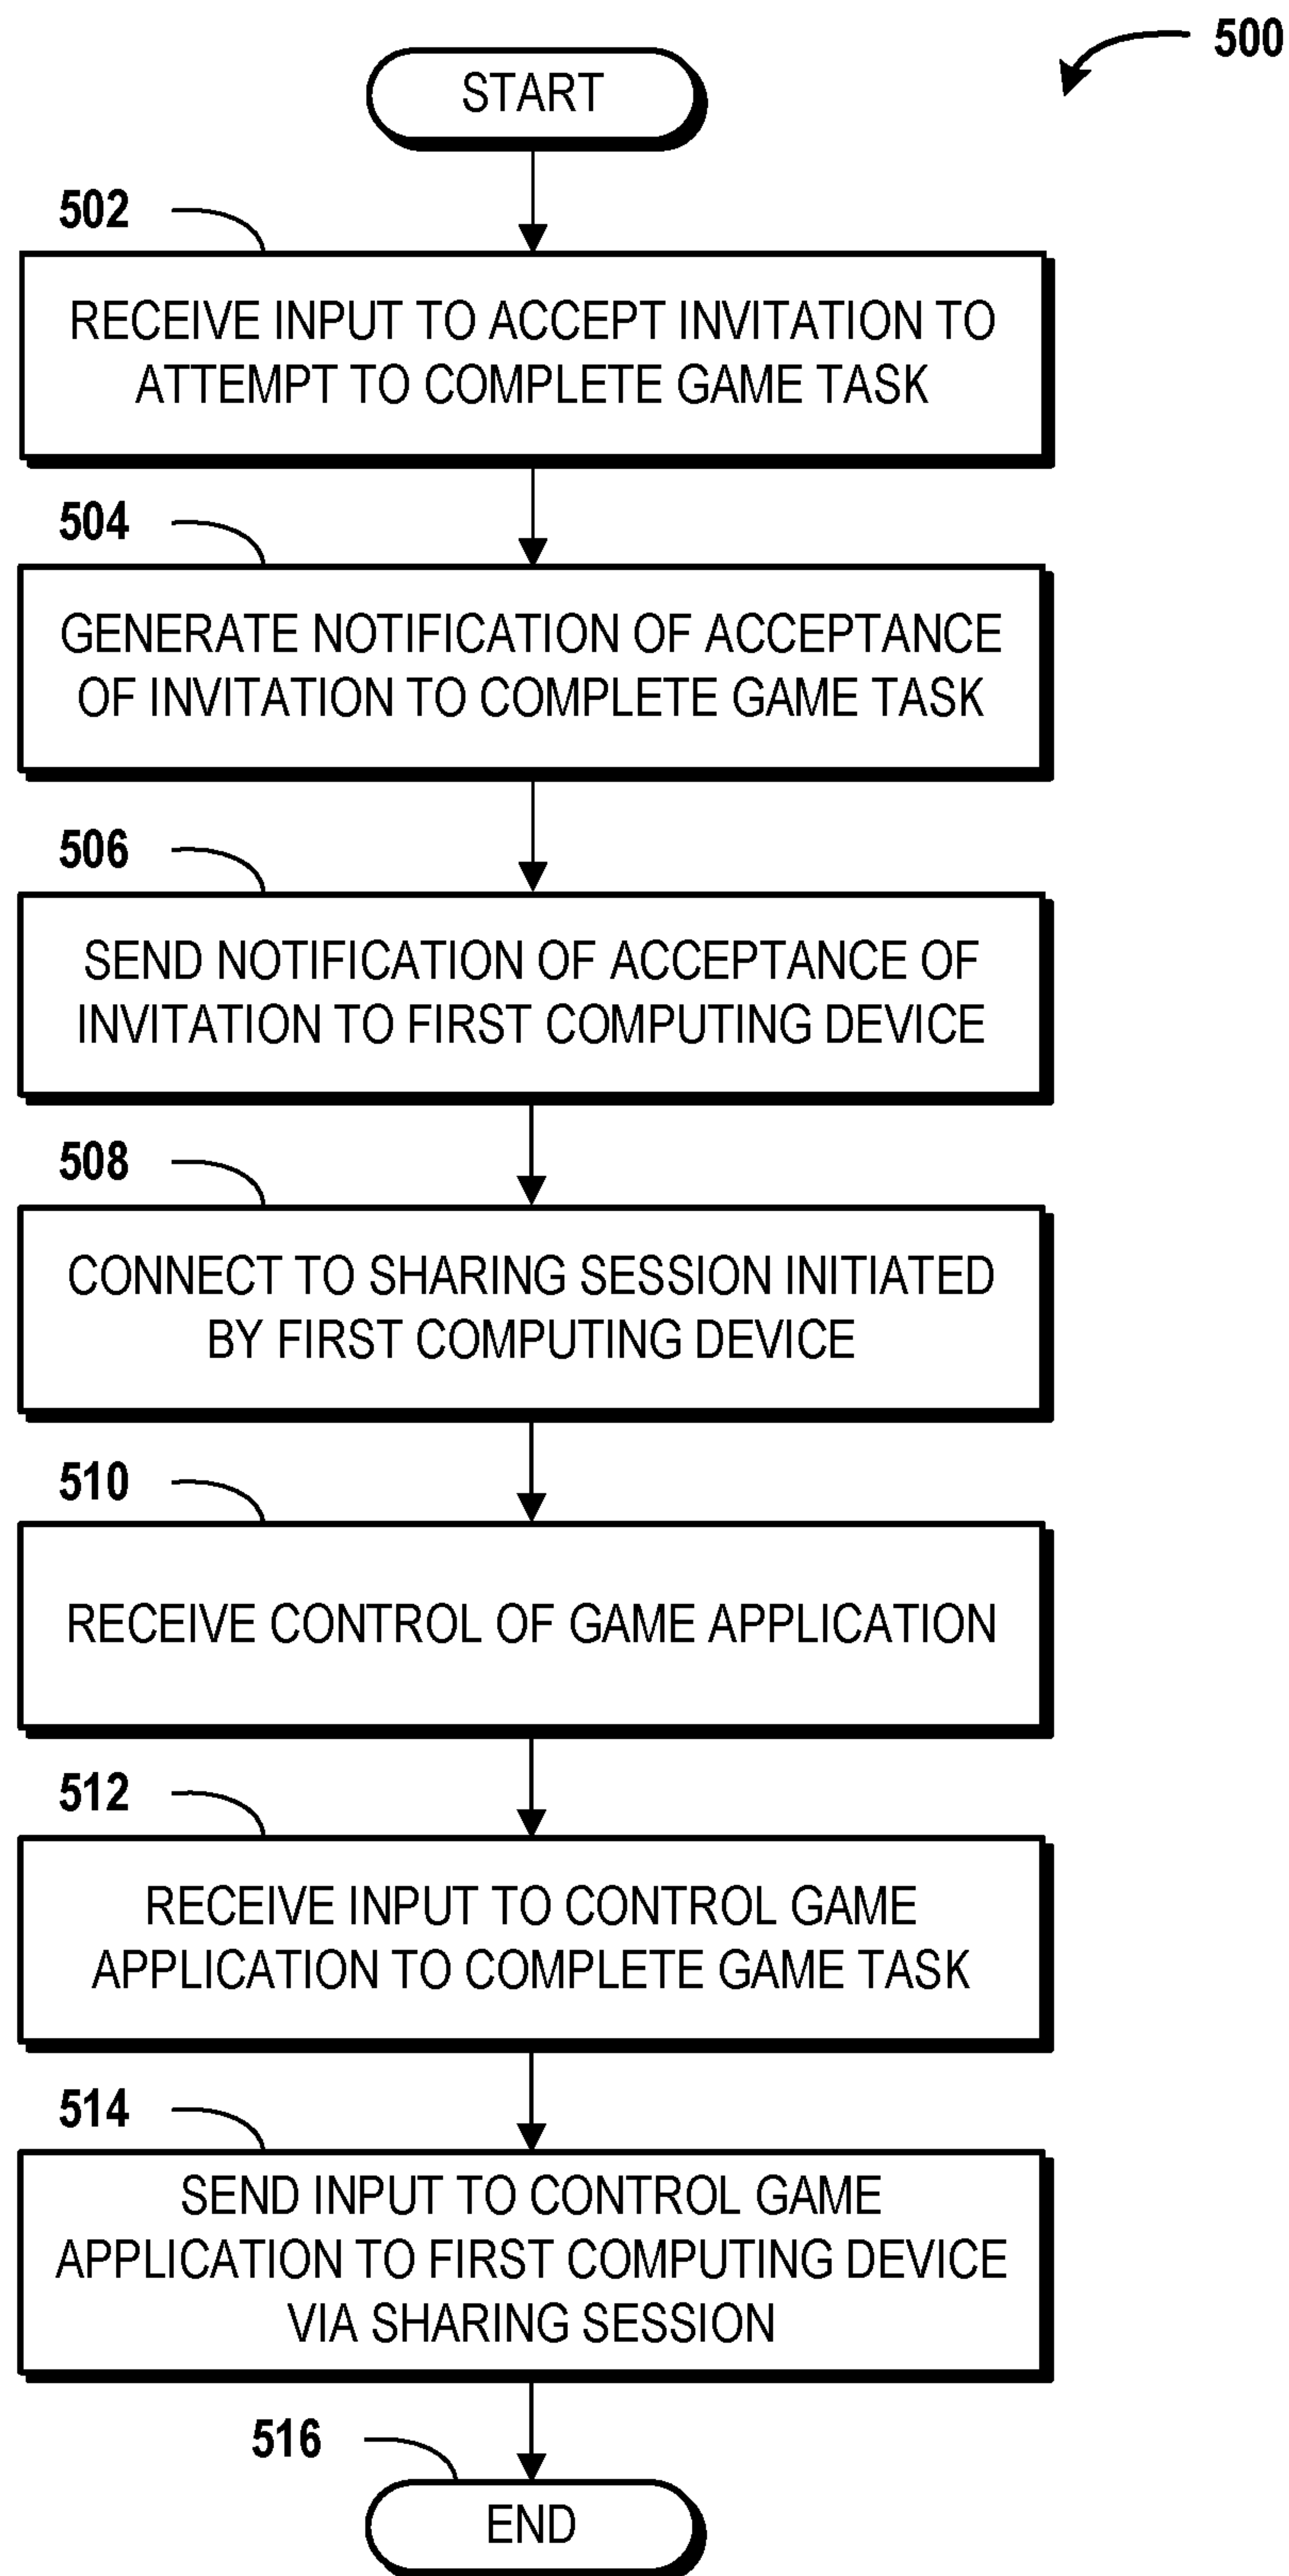 500
START
502
RECEIVE INPUT TO ACCEPT INVITATION TO
ATTEMPT TO COMPLETE GAME TASK
504
GENERATE NOTIFICATION OF ACCEPTANCE
OF INVITATION TO COMPLETE GAME TASK
506
SEND NOTIFICATION OF ACCEPTANCE OF
INVITATION TO FIRST COMPUTING DEVICE
508
CONNECT TO SHARING SESSION INITIATED
BY FIRST COMPUTING DEVICE
510
RECEIVE CONTROL OF GAME APPLICATION
512
RECEIVE INPUT TO CONTROL GAME
APPLICATION TO COMPLETE GAME TASK
514
SEND INPUT TO CONTROL GAME
APPLICATION TO FIRST COMPUTING DEVICE
VIA SHARING SESSION
516
END